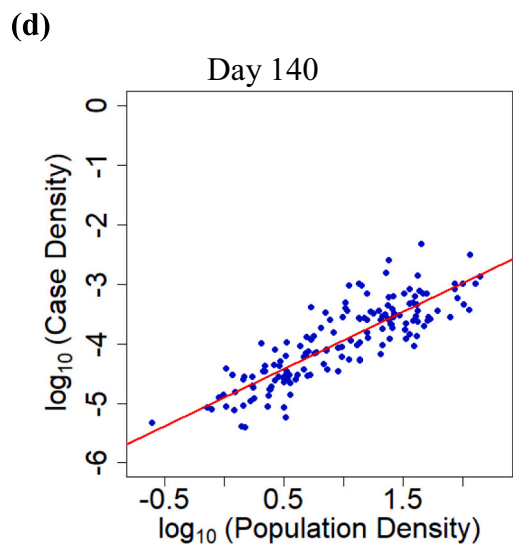 (d)
Day 140
log₁₀ (Case Density)
0
-1
-2
-3
-4
-5
-6
-0.5 0.5 1.5
log₁₀ (Population Density)